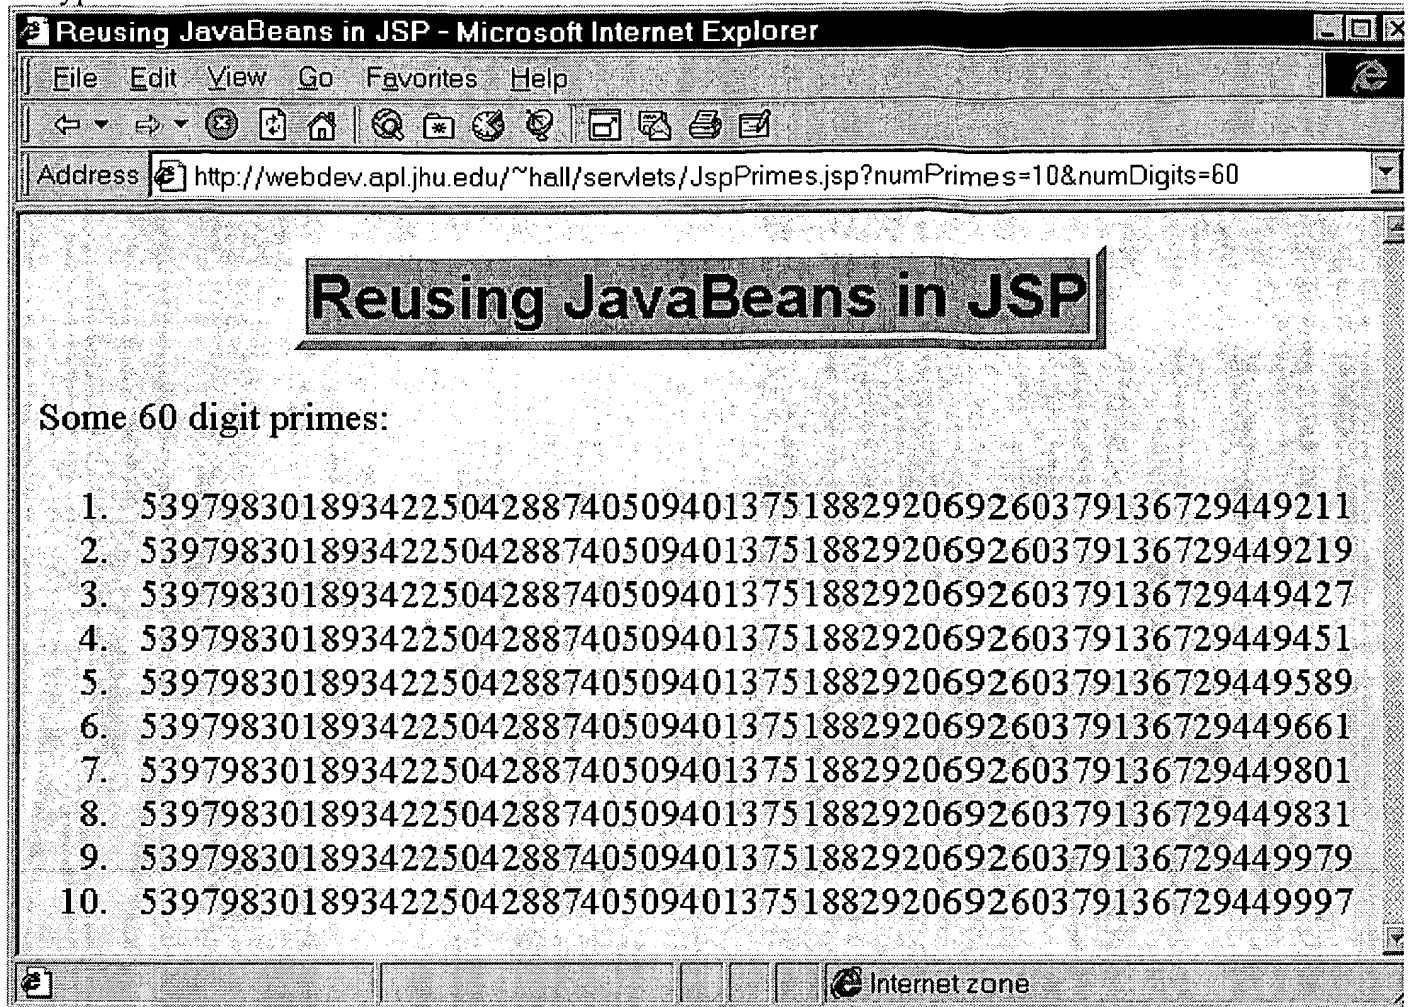 Reusing JavaBeans in JSP - Microsoft Internet Explorer
File Edit View Go Favorites Help
Address http://webdev.apl.jhu.edu/~hall/servlets/JspPrimes.jsp?numPrimes=10&numDigits=60
Reusing JavaBeans in JSP
Some 60 digit primes:
1. 539798301893422504288740509401375188292069260379136729449211
2. 539798301893422504288740509401375188292069260379136729449219
3. 539798301893422504288740509401375188292069260379136729449427
4. 539798301893422504288740509401375188292069260379136729449451
5. 539798301893422504288740509401375188292069260379136729449589
6. 539798301893422504288740509401375188292069260379136729449661
7. 539798301893422504288740509401375188292069260379136729449801
8. 539798301893422504288740509401375188292069260379136729449831
9. 539798301893422504288740509401375188292069260379136729449979
10. 539798301893422504288740509401375188292069260379136729449997
Internet zone